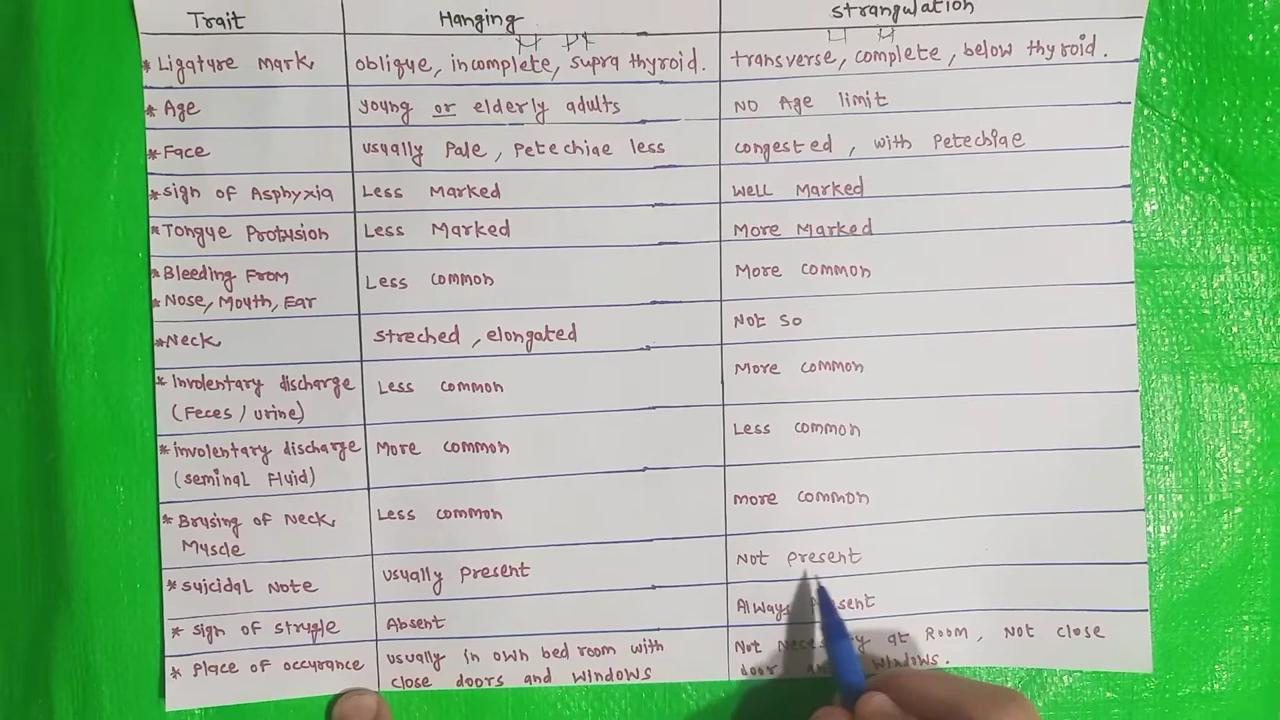 Trait Hanging strangulation
* Ligature mark oblique, incomplete, supra thyroid. transverse, complete, below thyroid.
* Age young or elderly adults NO Age limit
* Face usually Pale, Petechiae less congested, with Petechiae
* sign of Asphyxia Less Marked Well Marked
* Tongue Protusion Less Marked More Marked
* Bleeding From Less common More common
* Nose, Mouth, Ear
* Neck streched, elongated Not so
* Involentary discharge Less common More common
(Feces / urine)
* involentary discharge More common Less common
(seminal Fluid)
* Brusing of Neck Less common more common
Muscle
* Suicidal Note usually Present Not Present
* sign of strugle Absent Always Present
* Place of occurance usually in own bed room with Not necessary at Room, Not close
close doors and windows door and windows.